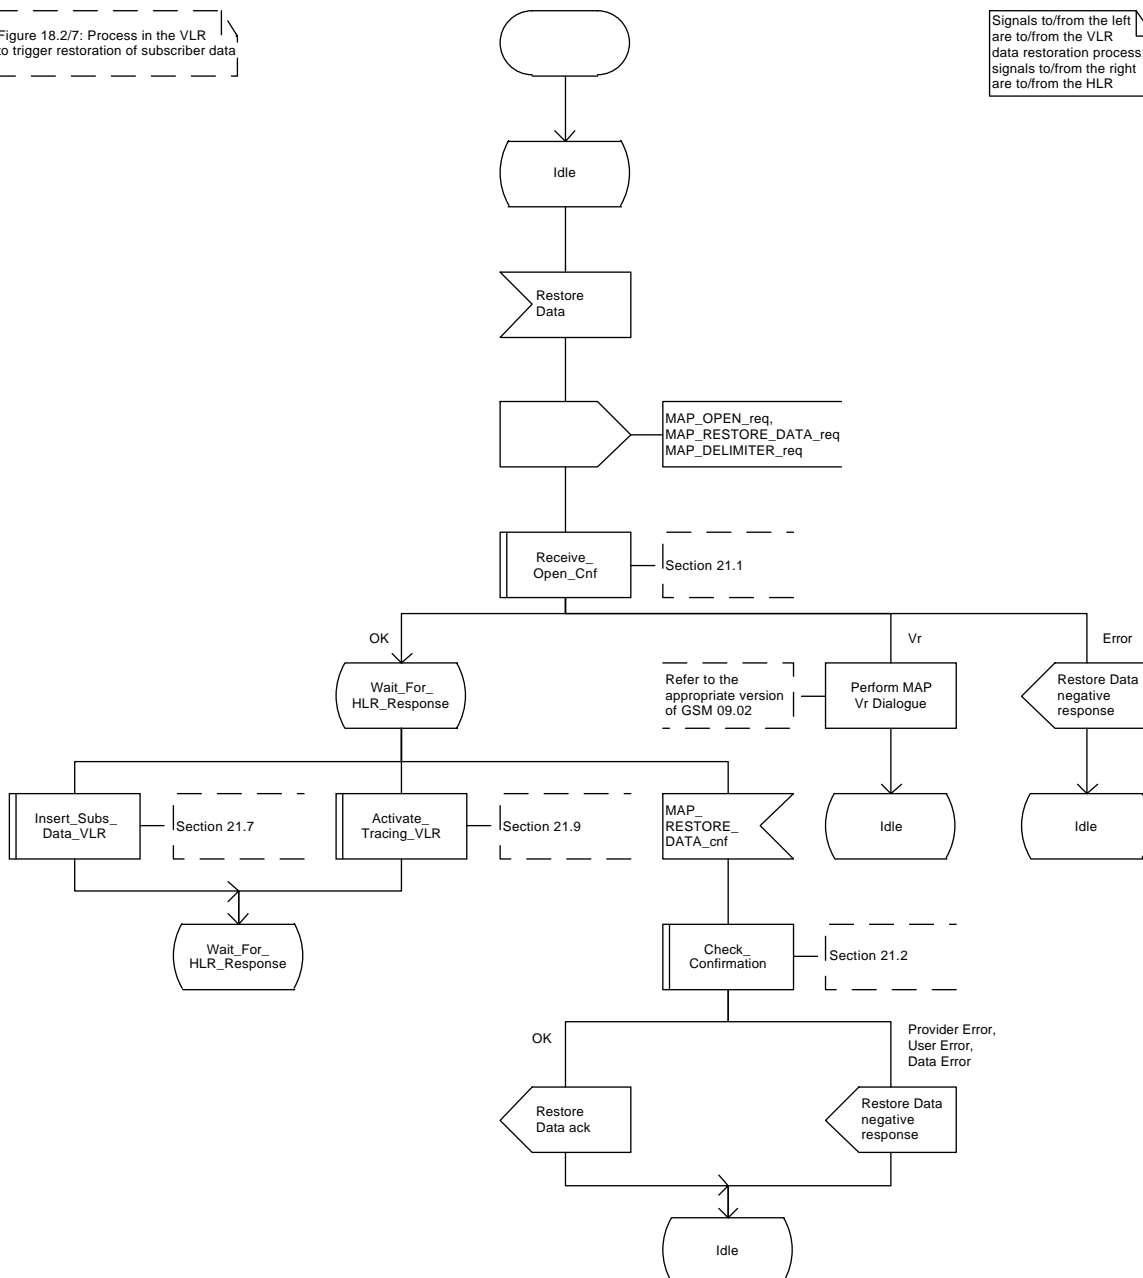 Figure 18.2/7: Process in the VLR
to trigger restoration of subscriber data
Signals to/from the left
are to/from the VLR
data restoration process;
signals to/from the right
are to/from the HLR
Idle
Restore
Data
MAP_OPEN_req,
MAP_RESTORE_DATA_req
MAP_DELIMITER_req
Receive_
Open_Cnf
Section 21.1
OK
Vr
Error
Wait_For_
HLR_Response
Refer to the
appropriate version
of GSM 09.02
Perform MAP
Vr Dialogue
Restore Data
negative
response
Insert_Subs_
Data_VLR
Section 21.7
Activate_
Tracing_VLR
Section 21.9
MAP_
RESTORE_
DATA_cnf
Idle
Idle
Wait_For_
HLR_Response
Check_
Confirmation
Section 21.2
OK
Provider Error,
User Error,
Data Error
Restore
Data ack
Restore Data
negative
response
Idle